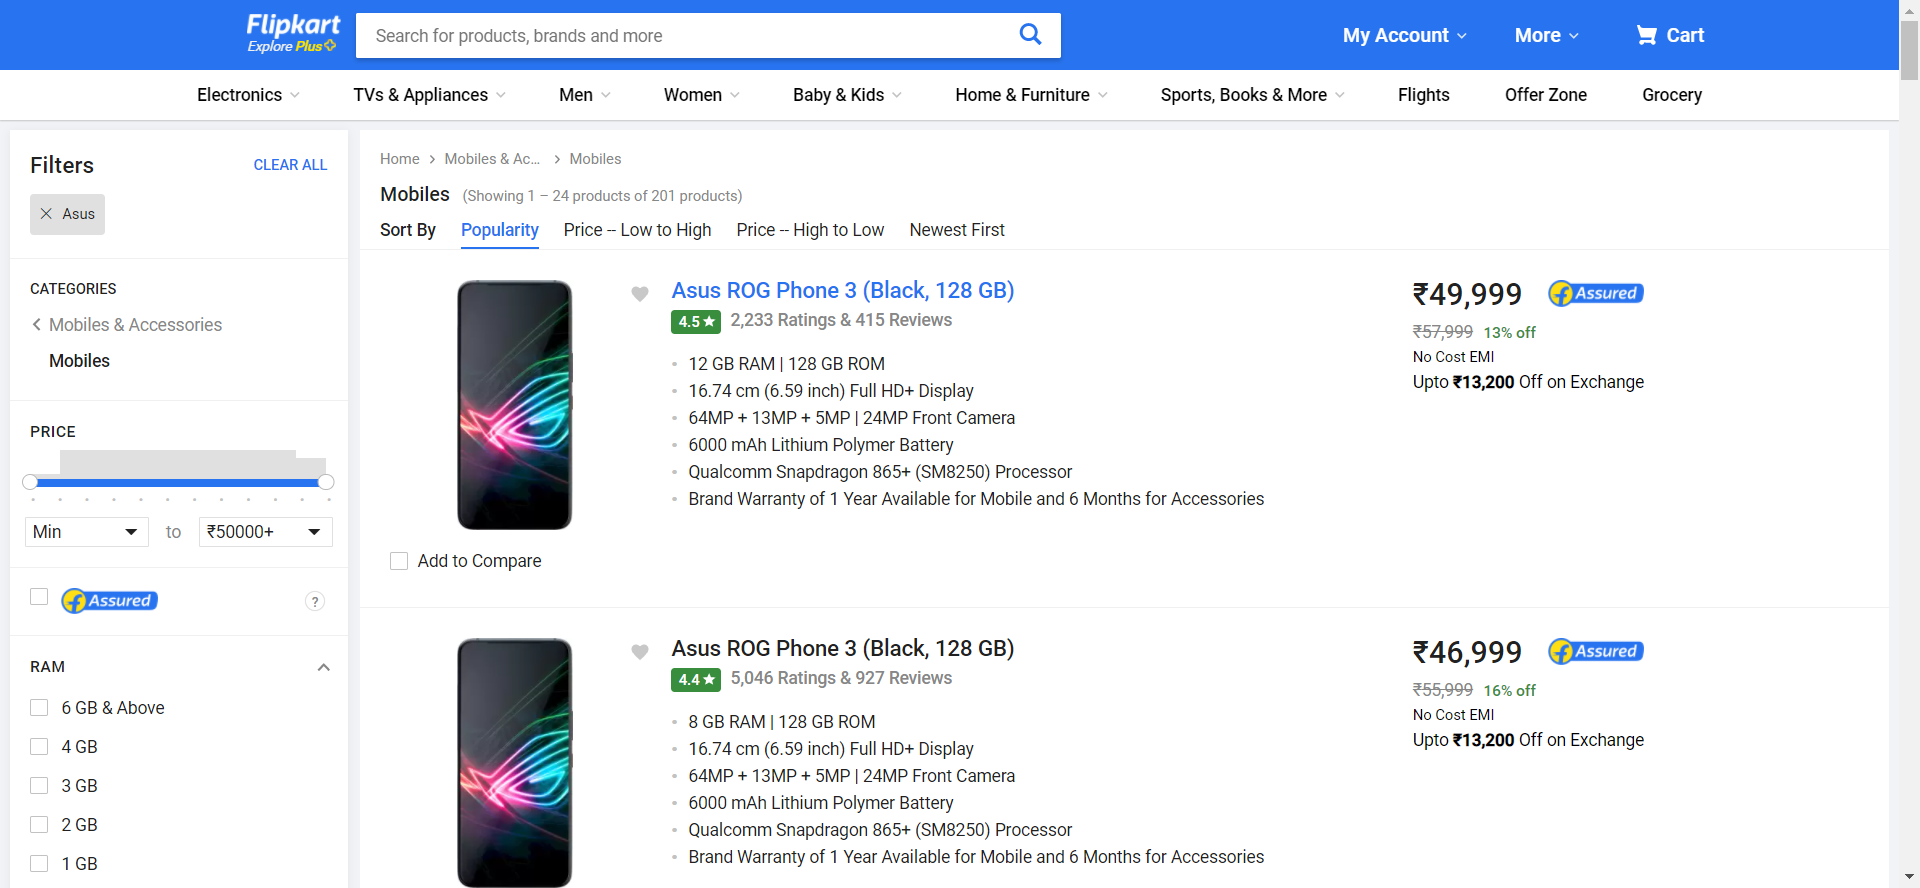 Flipkart
Explore Plus
Search for products, brands and more
My Account
More
Cart
Electronics
TVs & Appliances
Men
Women
Baby & Kids
Home & Furniture
Sports, Books & More
Flights
Offer Zone
Grocery
Filters
CLEAR ALL
Asus
CATEGORIES
Mobiles & Accessories
Mobiles
PRICE
Min to ₹50000+
Assured ?
RAM
6 GB & Above
4 GB
3 GB
2 GB
1 GB
Home > Mobiles & Ac... > Mobiles
Mobiles (Showing 1 – 24 products of 201 products)
Sort By Popularity Price -- Low to High Price -- High to Low Newest First
Asus ROG Phone 3 (Black, 128 GB)
4.5 ★ 2,233 Ratings & 415 Reviews
12 GB RAM | 128 GB ROM
16.74 cm (6.59 inch) Full HD+ Display
64MP + 13MP + 5MP | 24MP Front Camera
6000 mAh Lithium Polymer Battery
Qualcomm Snapdragon 865+ (SM8250) Processor
Brand Warranty of 1 Year Available for Mobile and 6 Months for Accessories
₹49,999 Assured
₹57,999 13% off
No Cost EMI
Upto ₹13,200 Off on Exchange
Add to Compare
Asus ROG Phone 3 (Black, 128 GB)
4.4 ★ 5,046 Ratings & 927 Reviews
8 GB RAM | 128 GB ROM
16.74 cm (6.59 inch) Full HD+ Display
64MP + 13MP + 5MP | 24MP Front Camera
6000 mAh Lithium Polymer Battery
Qualcomm Snapdragon 865+ (SM8250) Processor
Brand Warranty of 1 Year Available for Mobile and 6 Months for Accessories
₹46,999 Assured
₹55,999 16% off
No Cost EMI
Upto ₹13,200 Off on Exchange